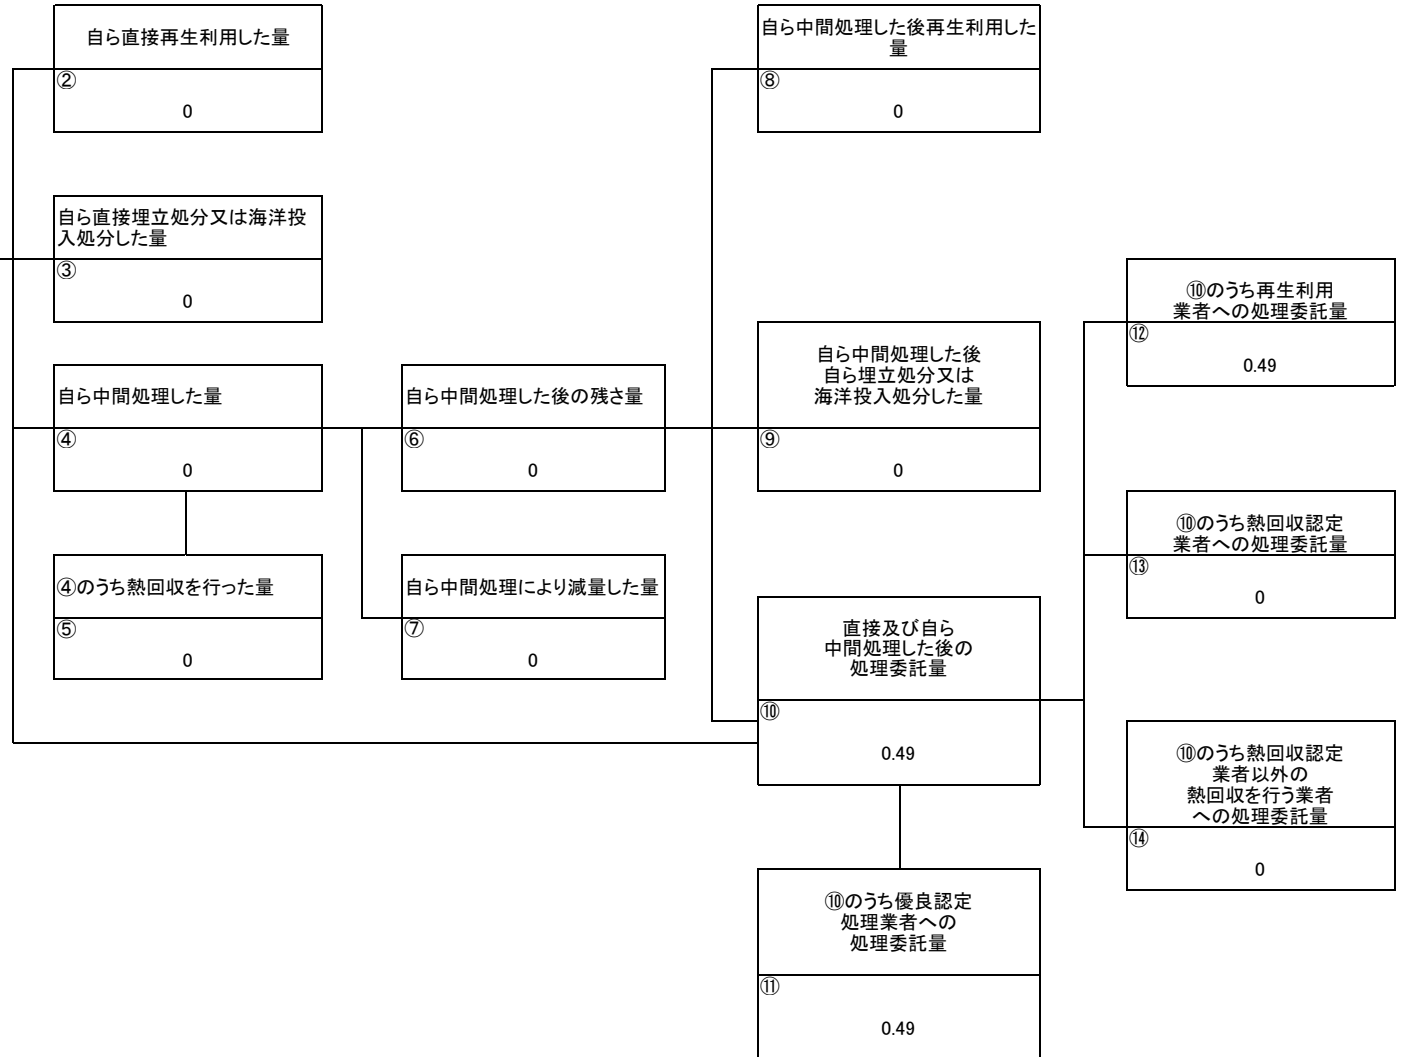 自ら直接再生利用した量
②
0
自ら直接埋立処分又は海洋投
入処分した量
③
0
自ら中間処理した量
④
0
④のうち熱回収を行った量
⑤
0
自ら中間処理した後の残さ量
⑥
0
自ら中間処理により減量した量
⑦
0
自ら中間処理した後再生利用した
量
⑧
0
自ら中間処理した後
自ら埋立処分又は
海洋投入処分した量
⑨
0
直接及び自ら
中間処理した後の
処理委託量
⑩
0.49
⑩のうち優良認定
処理業者への
処理委託量
⑪
0.49
⑩のうち再生利用
業者への処理委託量
⑫
0.49
⑩のうち熱回収認定
業者への処理委託量
⑬
0
⑩のうち熱回収認定
業者以外の
熱回収を行う業者
への処理委託量
⑭
0